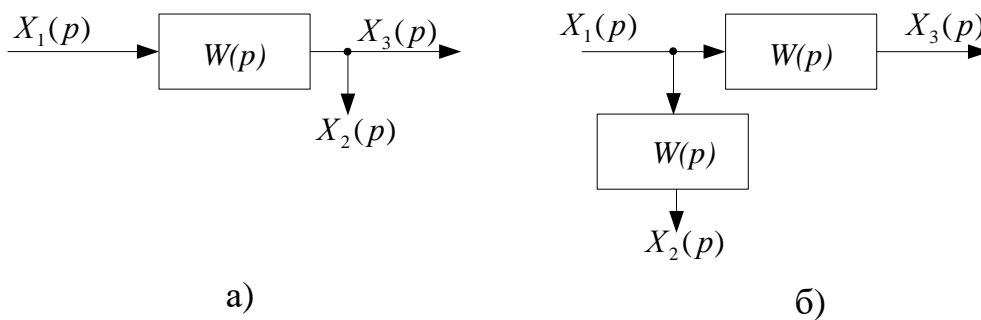 X₁(p) W(p) X₃(p)
X₂(p)
а)
X₁(p) W(p) X₃(p)
W(p)
X₂(p)
б)